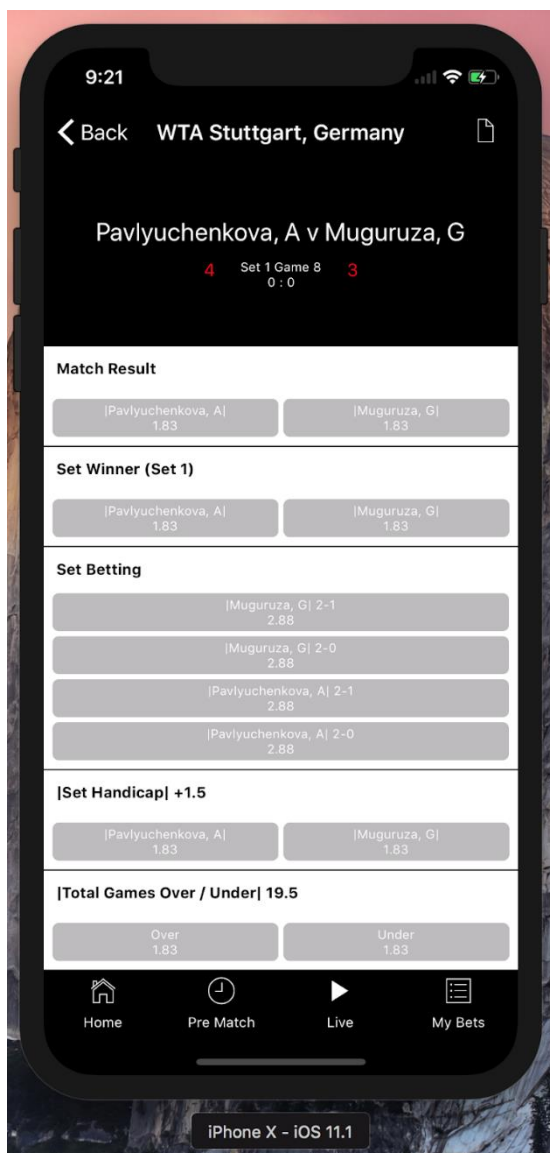 9:21
Back WTA Stuttgart, Germany
Pavlyuchenkova, A v Muguruza, G
4 Set 1 Game 8 3
0 : 0
Match Result
|Pavlyuchenkova, A| |Muguruza, G|
1.83 1.83
Set Winner (Set 1)
|Pavlyuchenkova, A| |Muguruza, G|
1.83 1.83
Set Betting
|Muguruza, G| 2-1
2.88
|Muguruza, G| 2-0
2.88
|Pavlyuchenkova, A| 2-1
2.88
|Pavlyuchenkova, A| 2-0
2.88
|Set Handicap| +1.5
|Pavlyuchenkova, A| |Muguruza, G|
1.83 1.83
|Total Games Over / Under| 19.5
Over Under
1.83 1.83
Home Pre Match Live My Bets
iPhone X – iOS 11.1